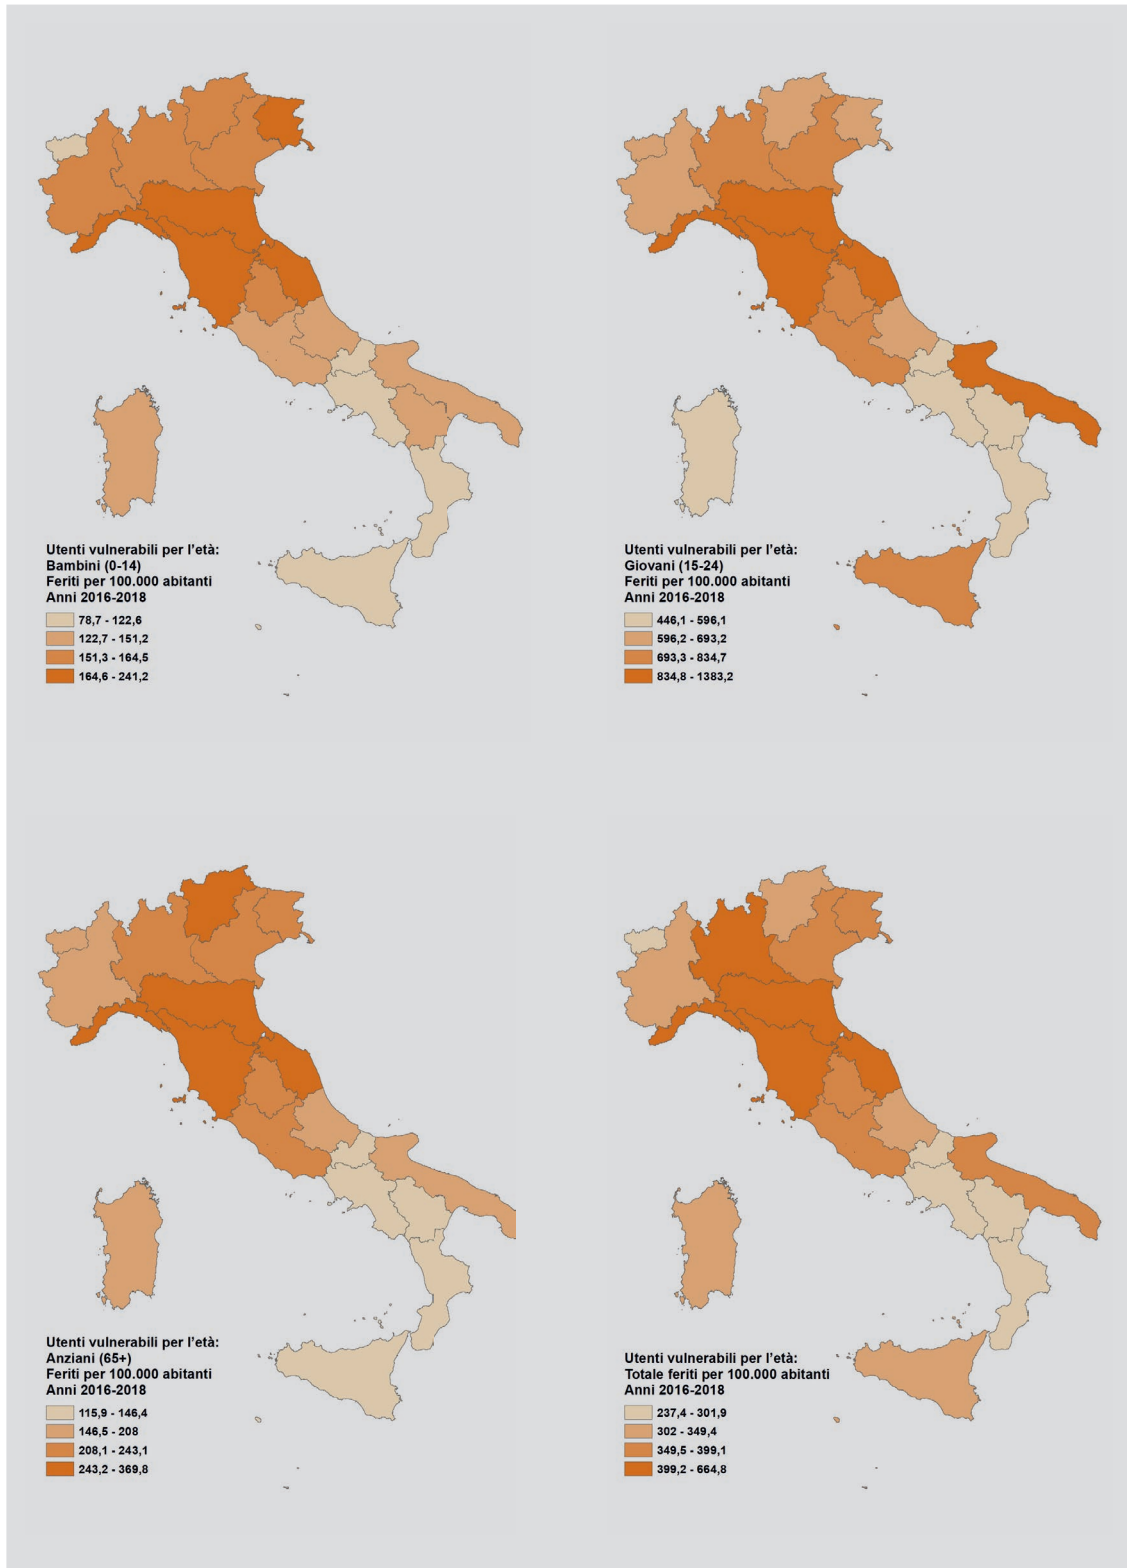 Utenti vulnerabili per l'età:
Bambini (0-14)
Feriti per 100.000 abitanti
Anni 2016-2018
78,7 - 122,6
122,7 - 151,2
151,3 - 164,5
164,6 - 241,2
Utenti vulnerabili per l'età:
Giovani (15-24)
Feriti per 100.000 abitanti
Anni 2016-2018
446,1 - 596,1
596,2 - 693,2
693,3 - 834,7
834,8 - 1383,2
Utenti vulnerabili per l'età:
Anziani (65+)
Feriti per 100.000 abitanti
Anni 2016-2018
115,9 - 146,4
146,5 - 208
208,1 - 243,1
243,2 - 369,8
Utenti vulnerabili per l'età:
Totale feriti per 100.000 abitanti
Anni 2016-2018
237,4 - 301,9
302 - 349,4
349,5 - 399,1
399,2 - 664,8